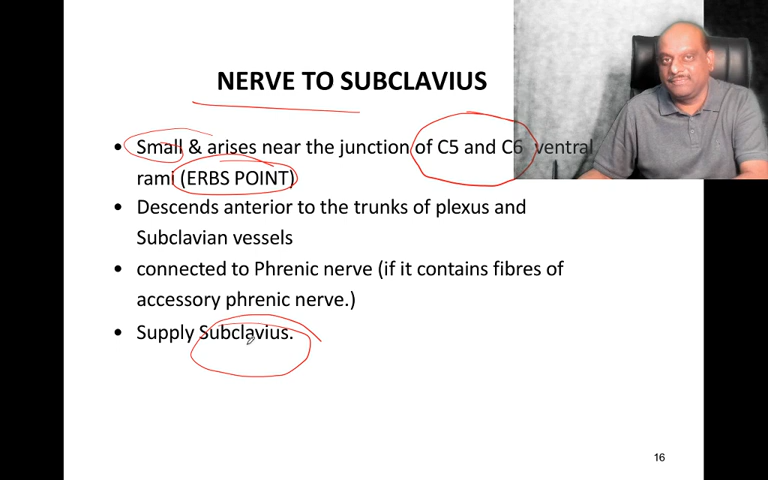 NERVE TO SUBCLAVIUS
• Small & arises near the junction of C5 and C6 ventral
rami (ERBS POINT)
• Descends anterior to the trunks of plexus and
Subclavian vessels
• connected to Phrenic nerve (if it contains fibres of
accessory phrenic nerve.)
• Supply Subclavius.
16